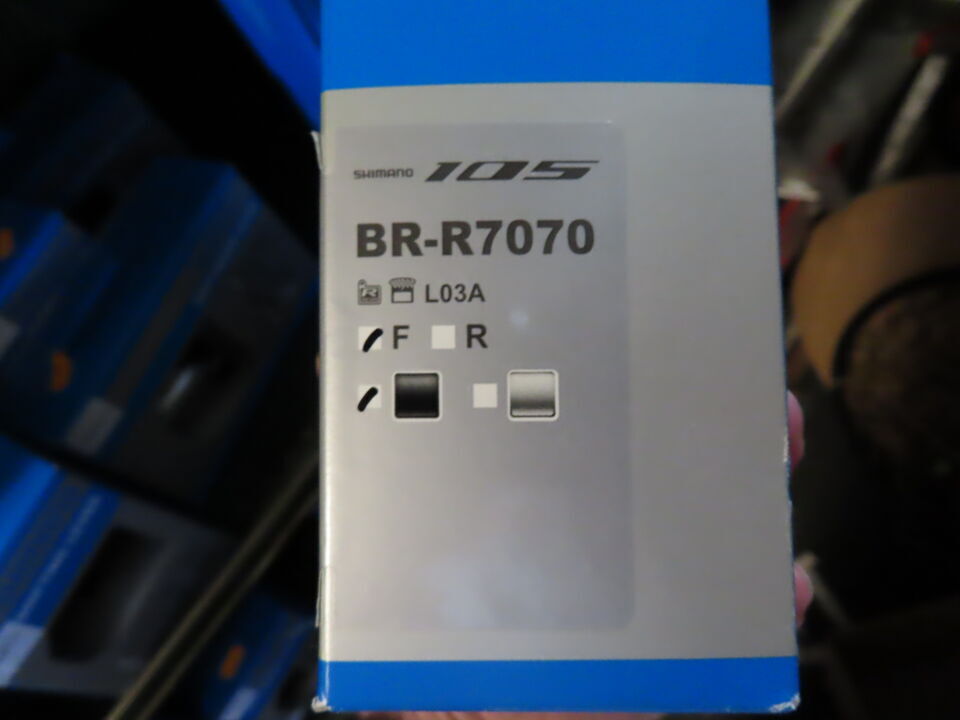 SHIMANO 105
BR-R7070
R L03A
F R